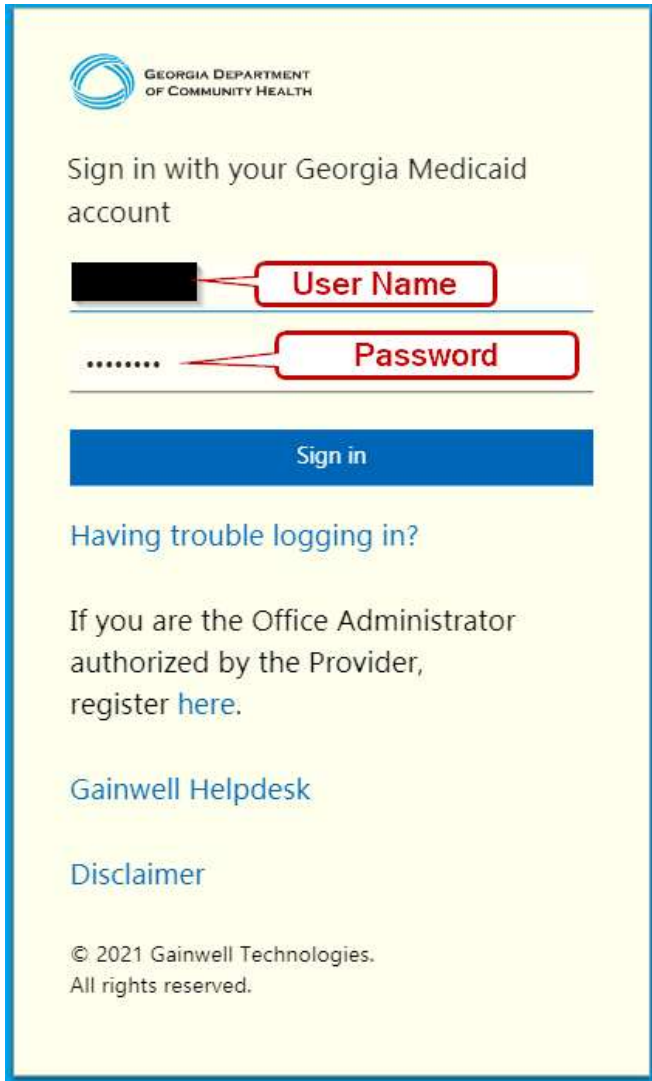 GEORGIA DEPARTMENT
OF COMMUNITY HEALTH
Sign in with your Georgia Medicaid
account
User Name
........ Password
Sign in
Having trouble logging in?
If you are the Office Administrator
authorized by the Provider,
register here.
Gainwell Helpdesk
Disclaimer
© 2021 Gainwell Technologies.
All rights reserved.